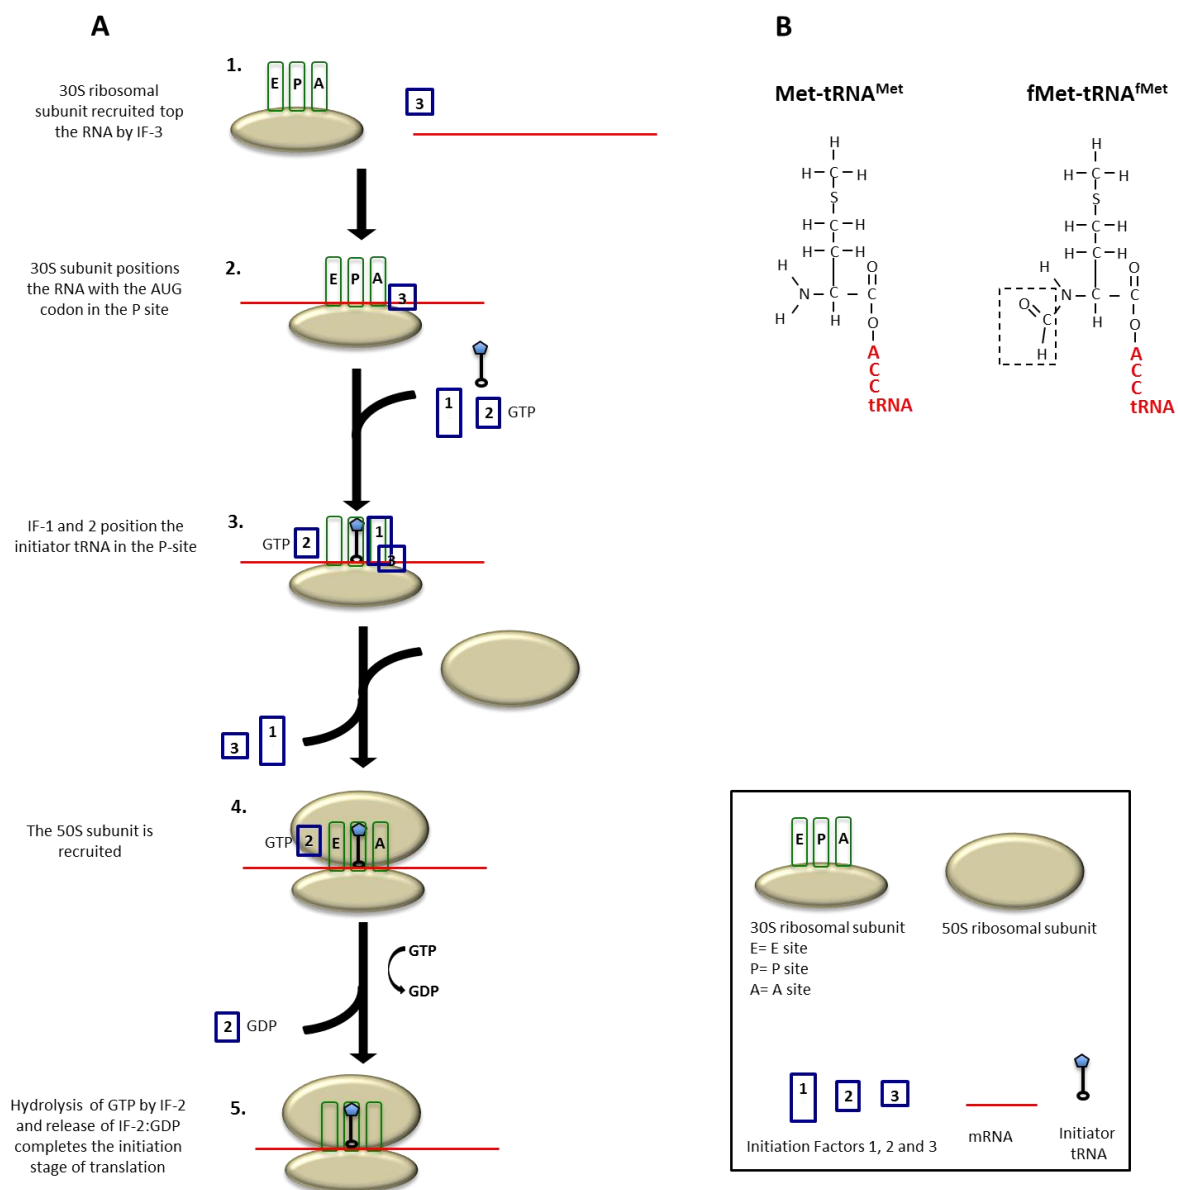 A
1.
E P A
3
30S ribosomal
subunit recruited top
the RNA by IF-3
2.
E P A
3
30S subunit positions
the RNA with the AUG
codon in the P site
1
2 GTP
3.
IF-1 and 2 position the
initiator tRNA in the P-site
GTP 2
1
3
3 1
4.
The 50S subunit is
recruited
GTP 2 E A
GTP
GDP
2 GDP
5.
Hydrolysis of GTP by IF-2
and release of IF-2:GDP
completes the initiation
stage of translation
B
Met-tRNAMet
H
H C H
S
H C H
H C H
H O
N C C
H H O
A
C
C
tRNA
fMet-tRNAfMet
H
H C H
S
H C H
H C H
H O
N C C
O C H O
H
A
C
C
tRNA
E P A
30S ribosomal subunit
E= E site
P= P site
A= A site
50S ribosomal subunit
1 2 3
Initiation Factors 1, 2 and 3
mRNA
Initiator
tRNA